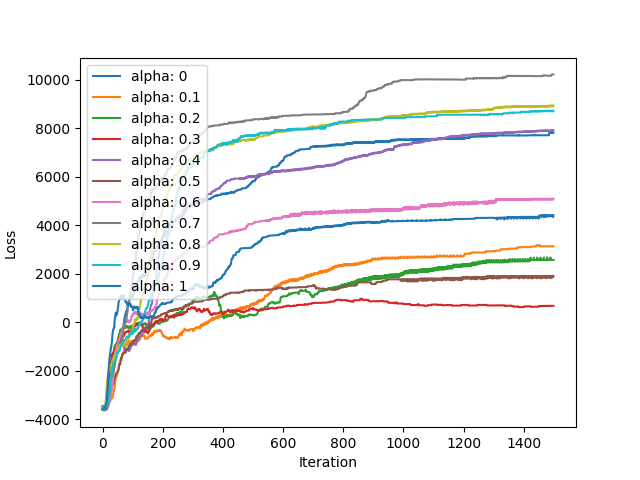 alpha: 0
alpha: 0.1
alpha: 0.2
alpha: 0.3
alpha: 0.4
alpha: 0.5
alpha: 0.6
alpha: 0.7
alpha: 0.8
alpha: 0.9
alpha: 1
10000
8000
6000
4000
2000
0
−2000
−4000
Loss
0 200 400 600 800 1000 1200 1400
Iteration